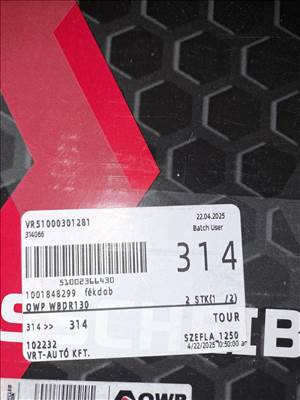 VR51000301281
314066
22.04.2025
Batch User
314
51002366430
1001848299 fékdob
QWP WBDR130
2 STK(1 /2)
314 >> 314
TOUR
102232
SZEFLA 1250
VRT-AUTÓ KFT.
4/22/2025 10:50:00 am
QWP